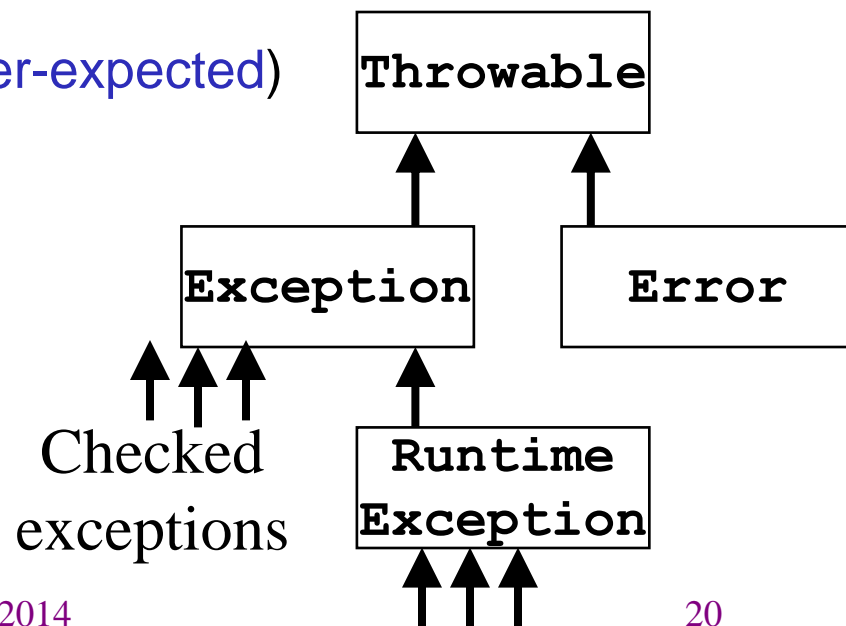 er-expected)
Throwable
Exception
Error
Checked
exceptions
Runtime
Exception
2014
20